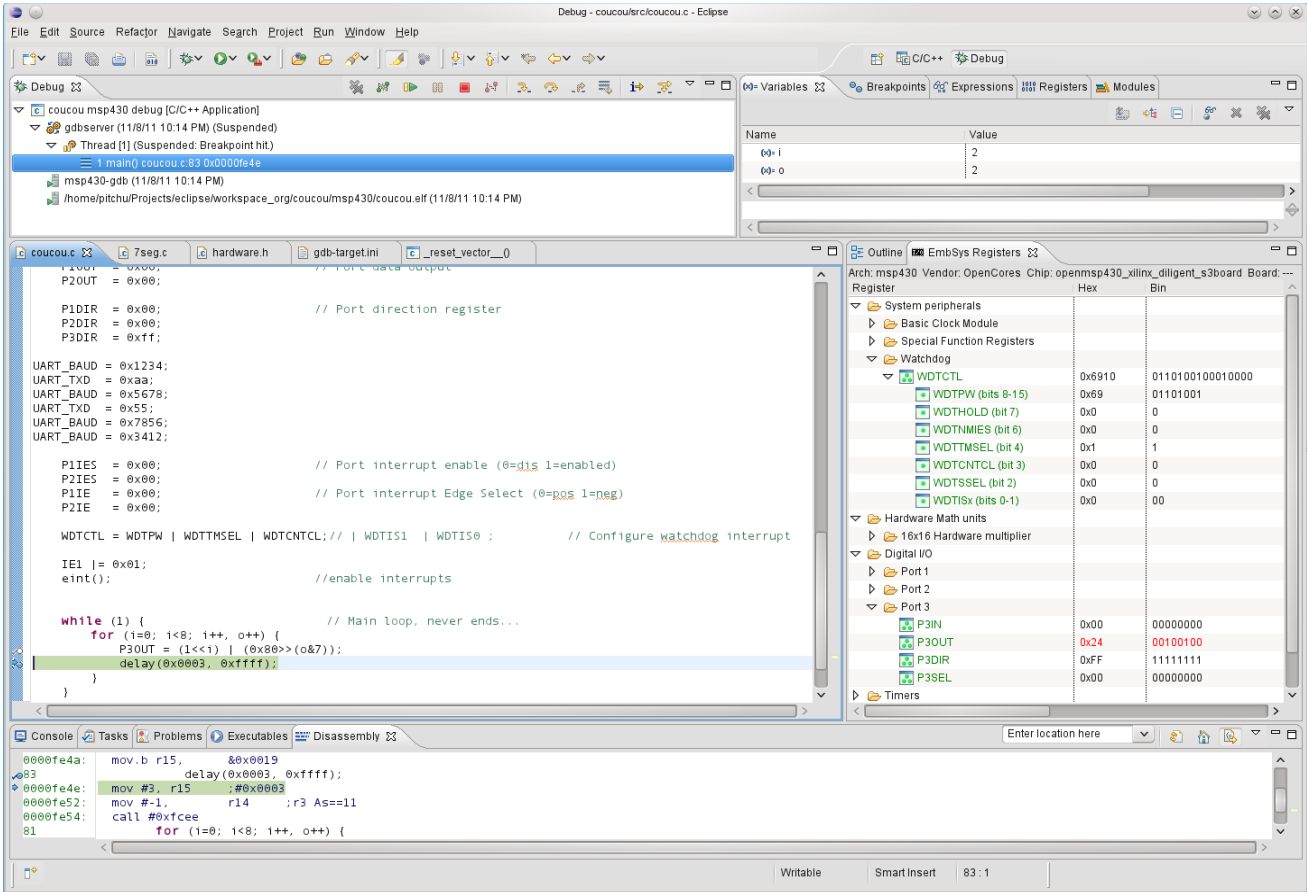 Debug - coucou/src/coucou.c - Eclipse
File Edit Source Refactor Navigate Search Project Run Window Help
C/C++ Debug
Debug
coucou msp430 debug [C/C++ Application]
gdbserver (11/8/11 10:14 PM) (Suspended)
Thread [1] (Suspended: Breakpoint hit.)
1 main() coucou.c:83 0x0000fe4e
msp430-gdb (11/8/11 10:14 PM)
/home/pitchu/Projects/eclipse/workspace_org/coucou/msp430/coucou.elf (11/8/11 10:14 PM)
(x)= Variables Breakpoints Expressions Registers Modules
Name Value
(x)= i 2
(x)= o 2
coucou.c 7seg.c hardware.h gdb-target.ini _reset_vector__()
P1OUT = 0x00; // Port data output
P2OUT = 0x00;
P1DIR = 0x00; // Port direction register
P2DIR = 0x00;
P3DIR = 0xff;
UART_BAUD = 0x1234;
UART_TXD = 0xaa;
UART_BAUD = 0x5678;
UART_TXD = 0x55;
UART_BAUD = 0x7856;
UART_BAUD = 0x3412;
P1IES = 0x00; // Port interrupt enable (0=dis 1=enabled)
P2IES = 0x00;
P1IE = 0x00; // Port interrupt Edge Select (0=pos 1=neg)
P2IE = 0x00;
WDTCTL = WDTPW | WDTTMSEL | WDTCNTCL;// | WDTIS1 | WDTIS0 ; // Configure watchdog interrupt
IE1 |= 0x01;
eint(); //enable interrupts
while (1) { // Main loop, never ends...
for (i=0; i<8; i++, o++) {
P3OUT = (1<<i) | (0x80>>(o&7));
delay(0x0003, 0xffff);
}
}
Outline EmbSys Registers
Arch: msp430 Vendor: OpenCores Chip: openmsp430_xilinx_diligent_s3board Board: ---
Register Hex Bin
System peripherals
Basic Clock Module
Special Function Registers
Watchdog
WDTCTL 0x6910 0110100100010000
WDTPW (bits 8-15) 0x69 01101001
WDTHOLD (bit 7) 0x0 0
WDTNMIES (bit 6) 0x0 0
WDTTMSEL (bit 4) 0x1 1
WDTCNTCL (bit 3) 0x0 0
WDTSSEL (bit 2) 0x0 0
WDTISx (bits 0-1) 0x0 00
Hardware Math units
16x16 Hardware multiplier
Digital I/O
Port 1
Port 2
Port 3
P3IN 0x00 00000000
P3OUT 0x24 00100100
P3DIR 0xFF 11111111
P3SEL 0x00 00000000
Timers
Console Tasks Problems Executables Disassembly Enter location here
0000fe4a: mov.b r15, &0x0019
83 delay(0x0003, 0xffff);
0000fe4e: mov #3, r15 ;#0x0003
0000fe52: mov #-1, r14 ;r3 As==11
0000fe54: call #0xfcee
81 for (i=0; i<8; i++, o++) {
Writable Smart Insert 83 : 1